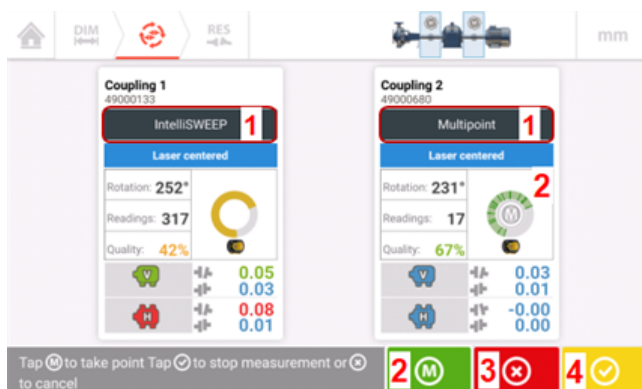 DIM
RES
mm
Coupling 1
49000133
IntelliSWEEP 1
Laser centered
Rotation: 252°
Readings: 317
Quality: 42%
V 0.05
0.03
H 0.08
0.01
Coupling 2
49000680
Multipoint 1
Laser centered
2
Rotation: 231°
Readings: 17
Quality: 67%
M
V 0.03
0.01
H -0.00
0.00
Tap Ⓜ to take point Tap to stop measurement or
to cancel
2 M
3
4